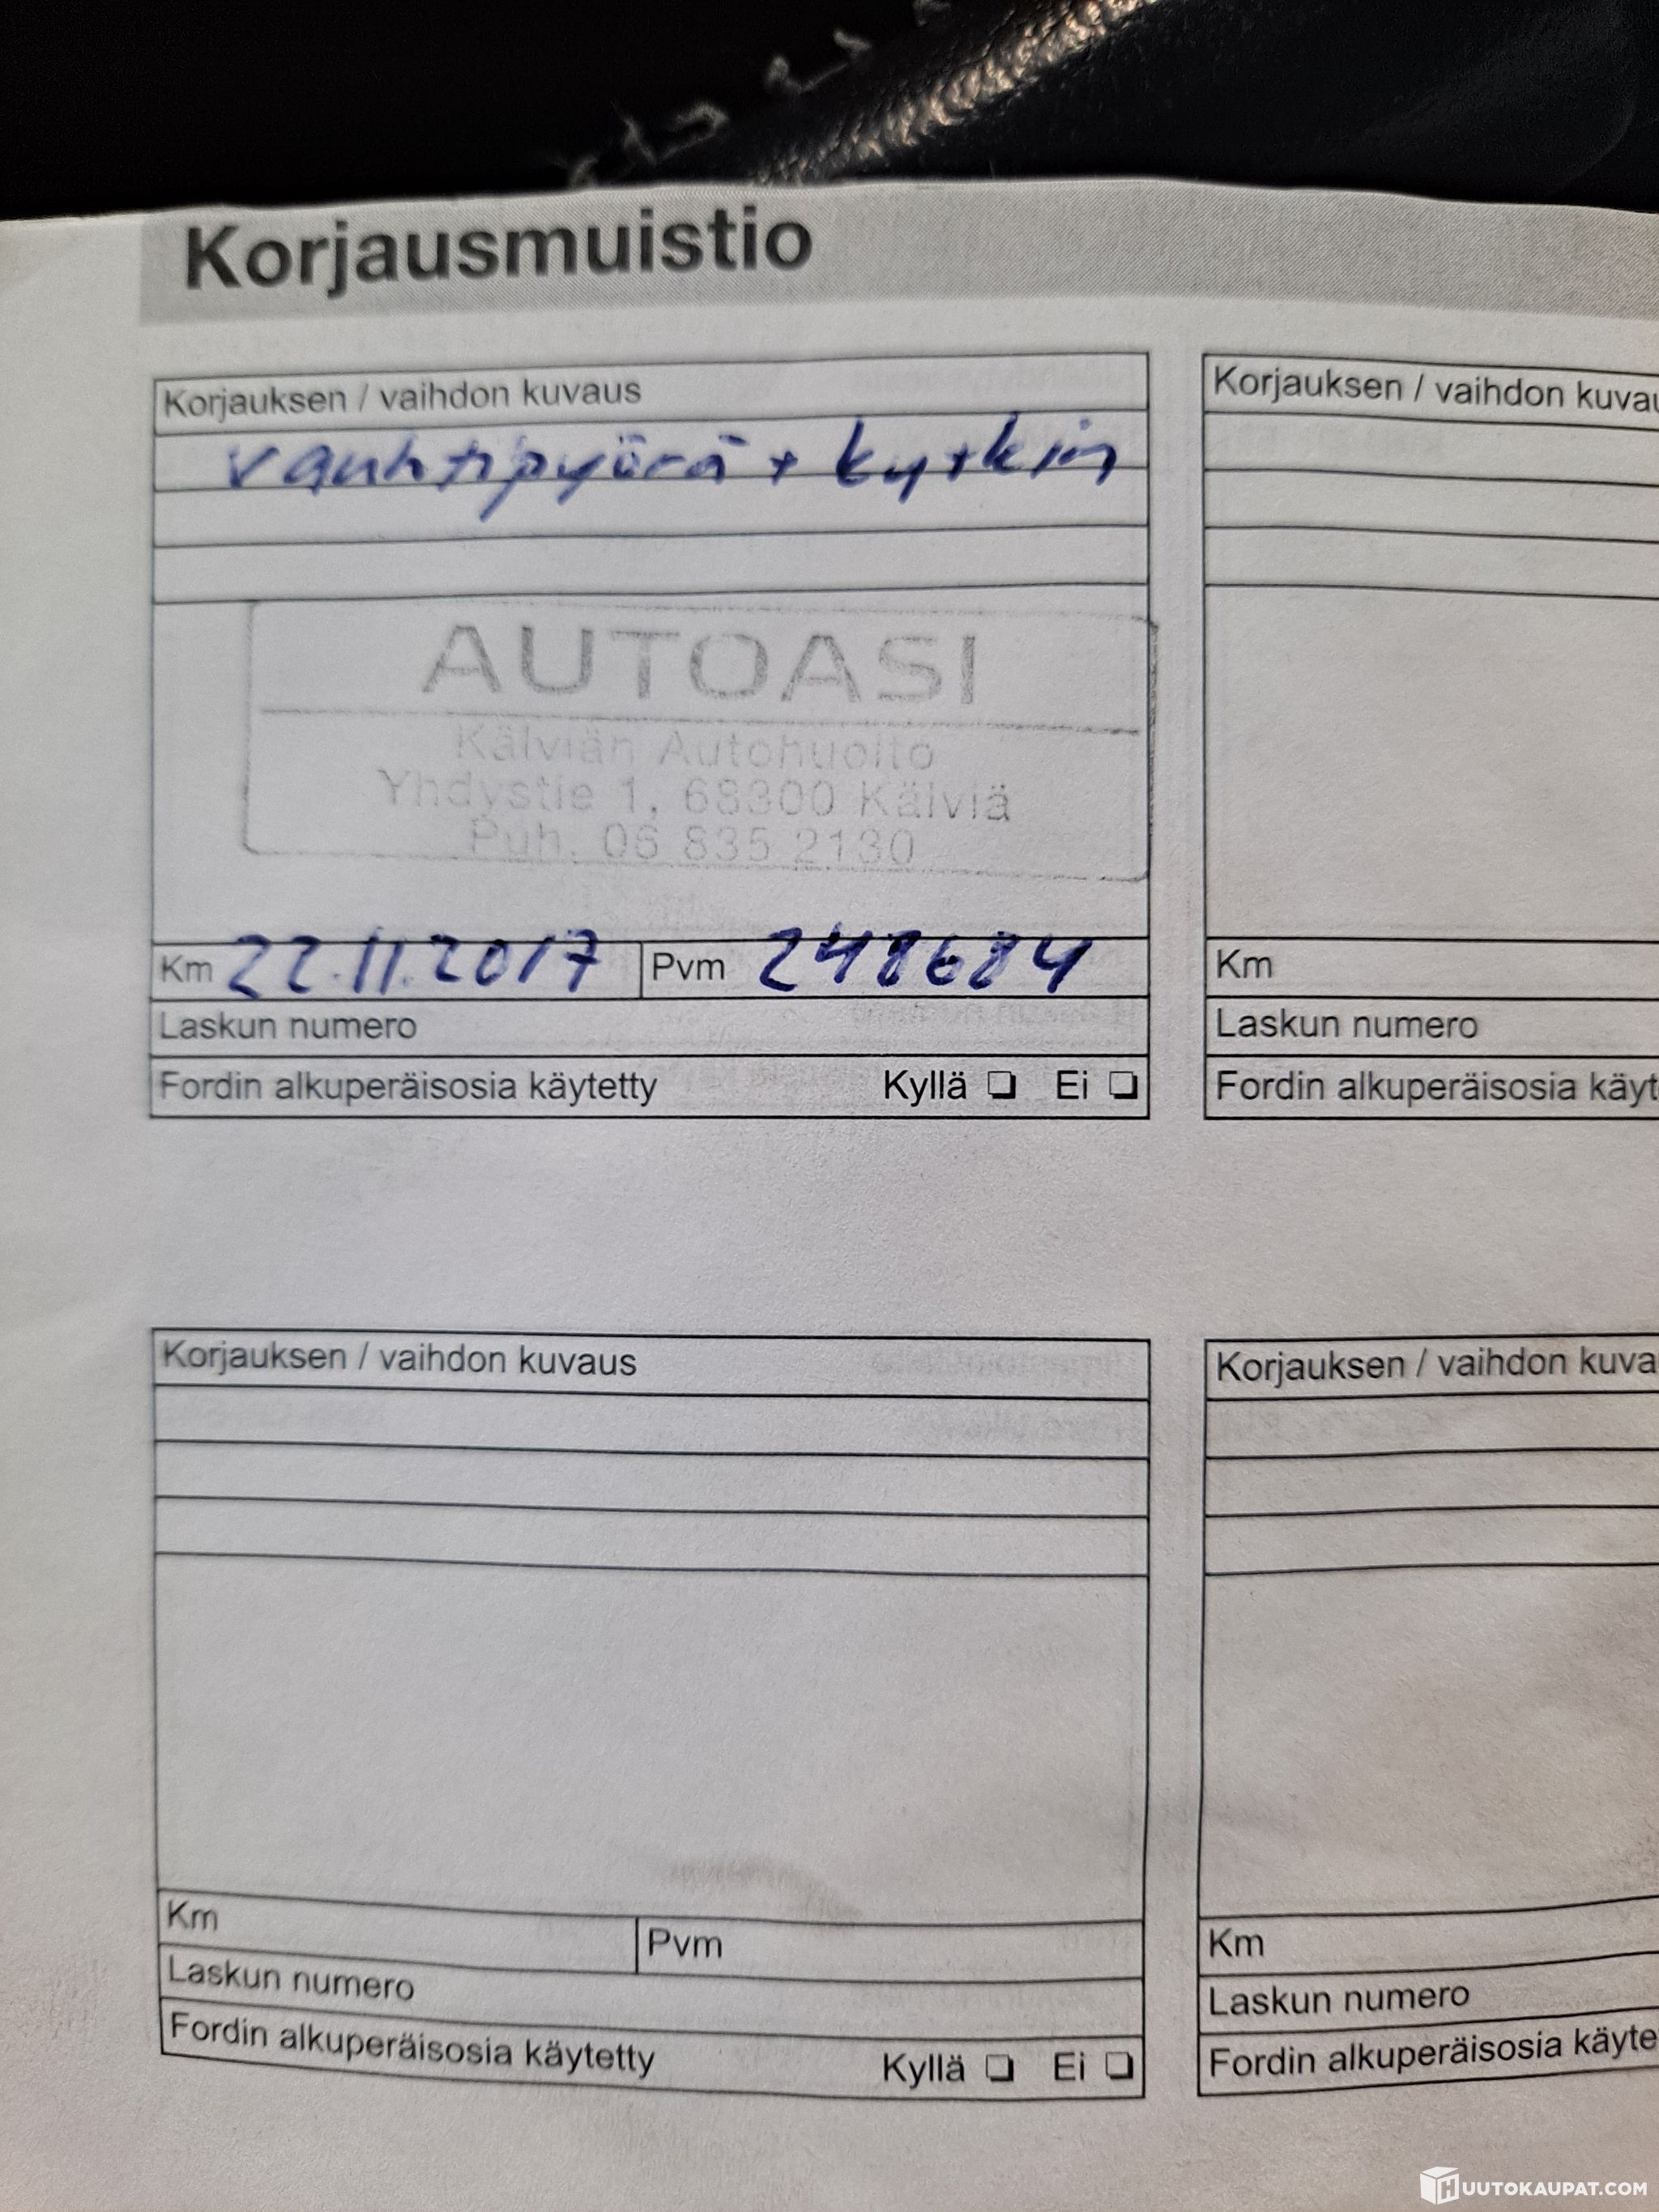 Korjausmuistio
Korjauksen / vaihdon kuvaus
vauhtipyörä + kytkin
AUTOASI
Kälviän Autohuolto
Yhdystie 1, 68300 Kälviä
Puh. 06 835 2130
Km 22.11.2017 Pvm 248684
Laskun numero
Fordin alkuperäisosia käytetty Kyllä ❏ Ei ❏
Korjauksen / vaihdon kuvau
Km
Laskun numero
Fordin alkuperäisosia käyt
Korjauksen / vaihdon kuvaus
Km Pvm
Laskun numero
Fordin alkuperäisosia käytetty Kyllä ❏ Ei ❏
Korjauksen / vaihdon kuva
Km
Laskun numero
Fordin alkuperäisosia käyte
HUUTOKAUPAT.COM